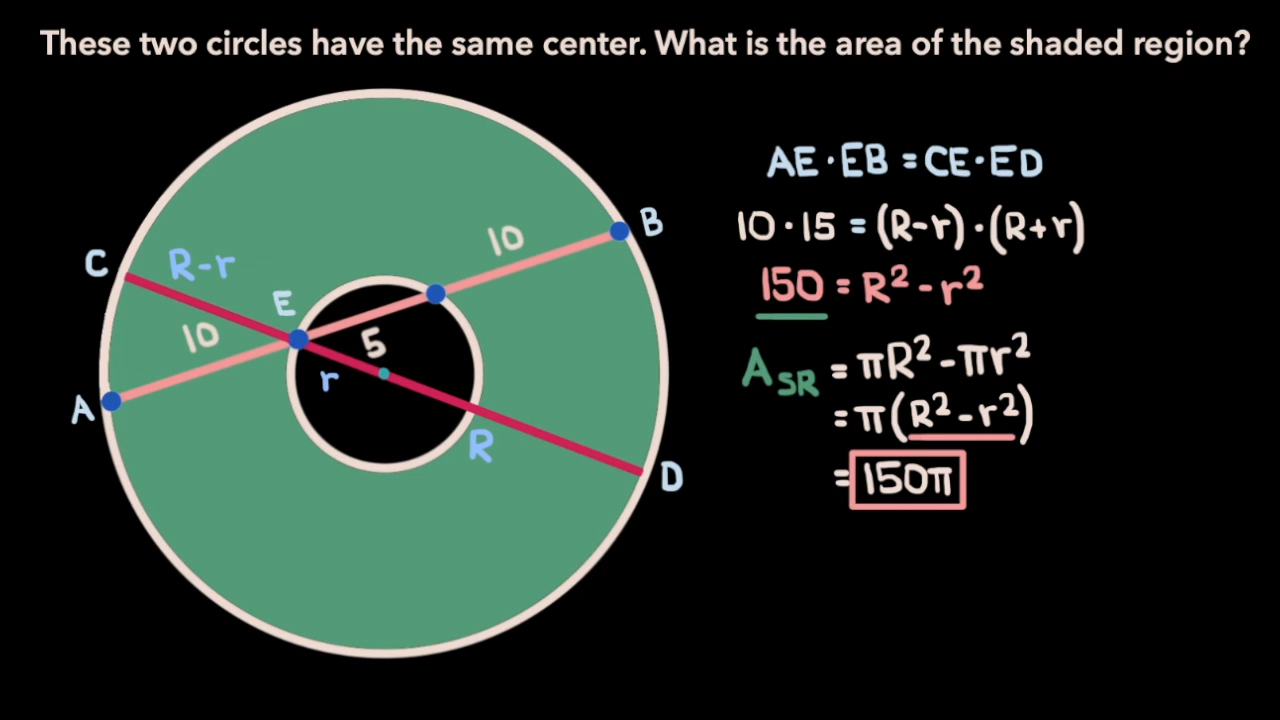 These two circles have the same center. What is the area of the shaded region?
C
R-r
E
10
B
10
A
5
r
R
D
AE·EB = CE·ED
10·15 = (R-r)·(R+r)
150 = R² - r²
A_SR = πR² - πr²
= π(R² - r²)
= 150π